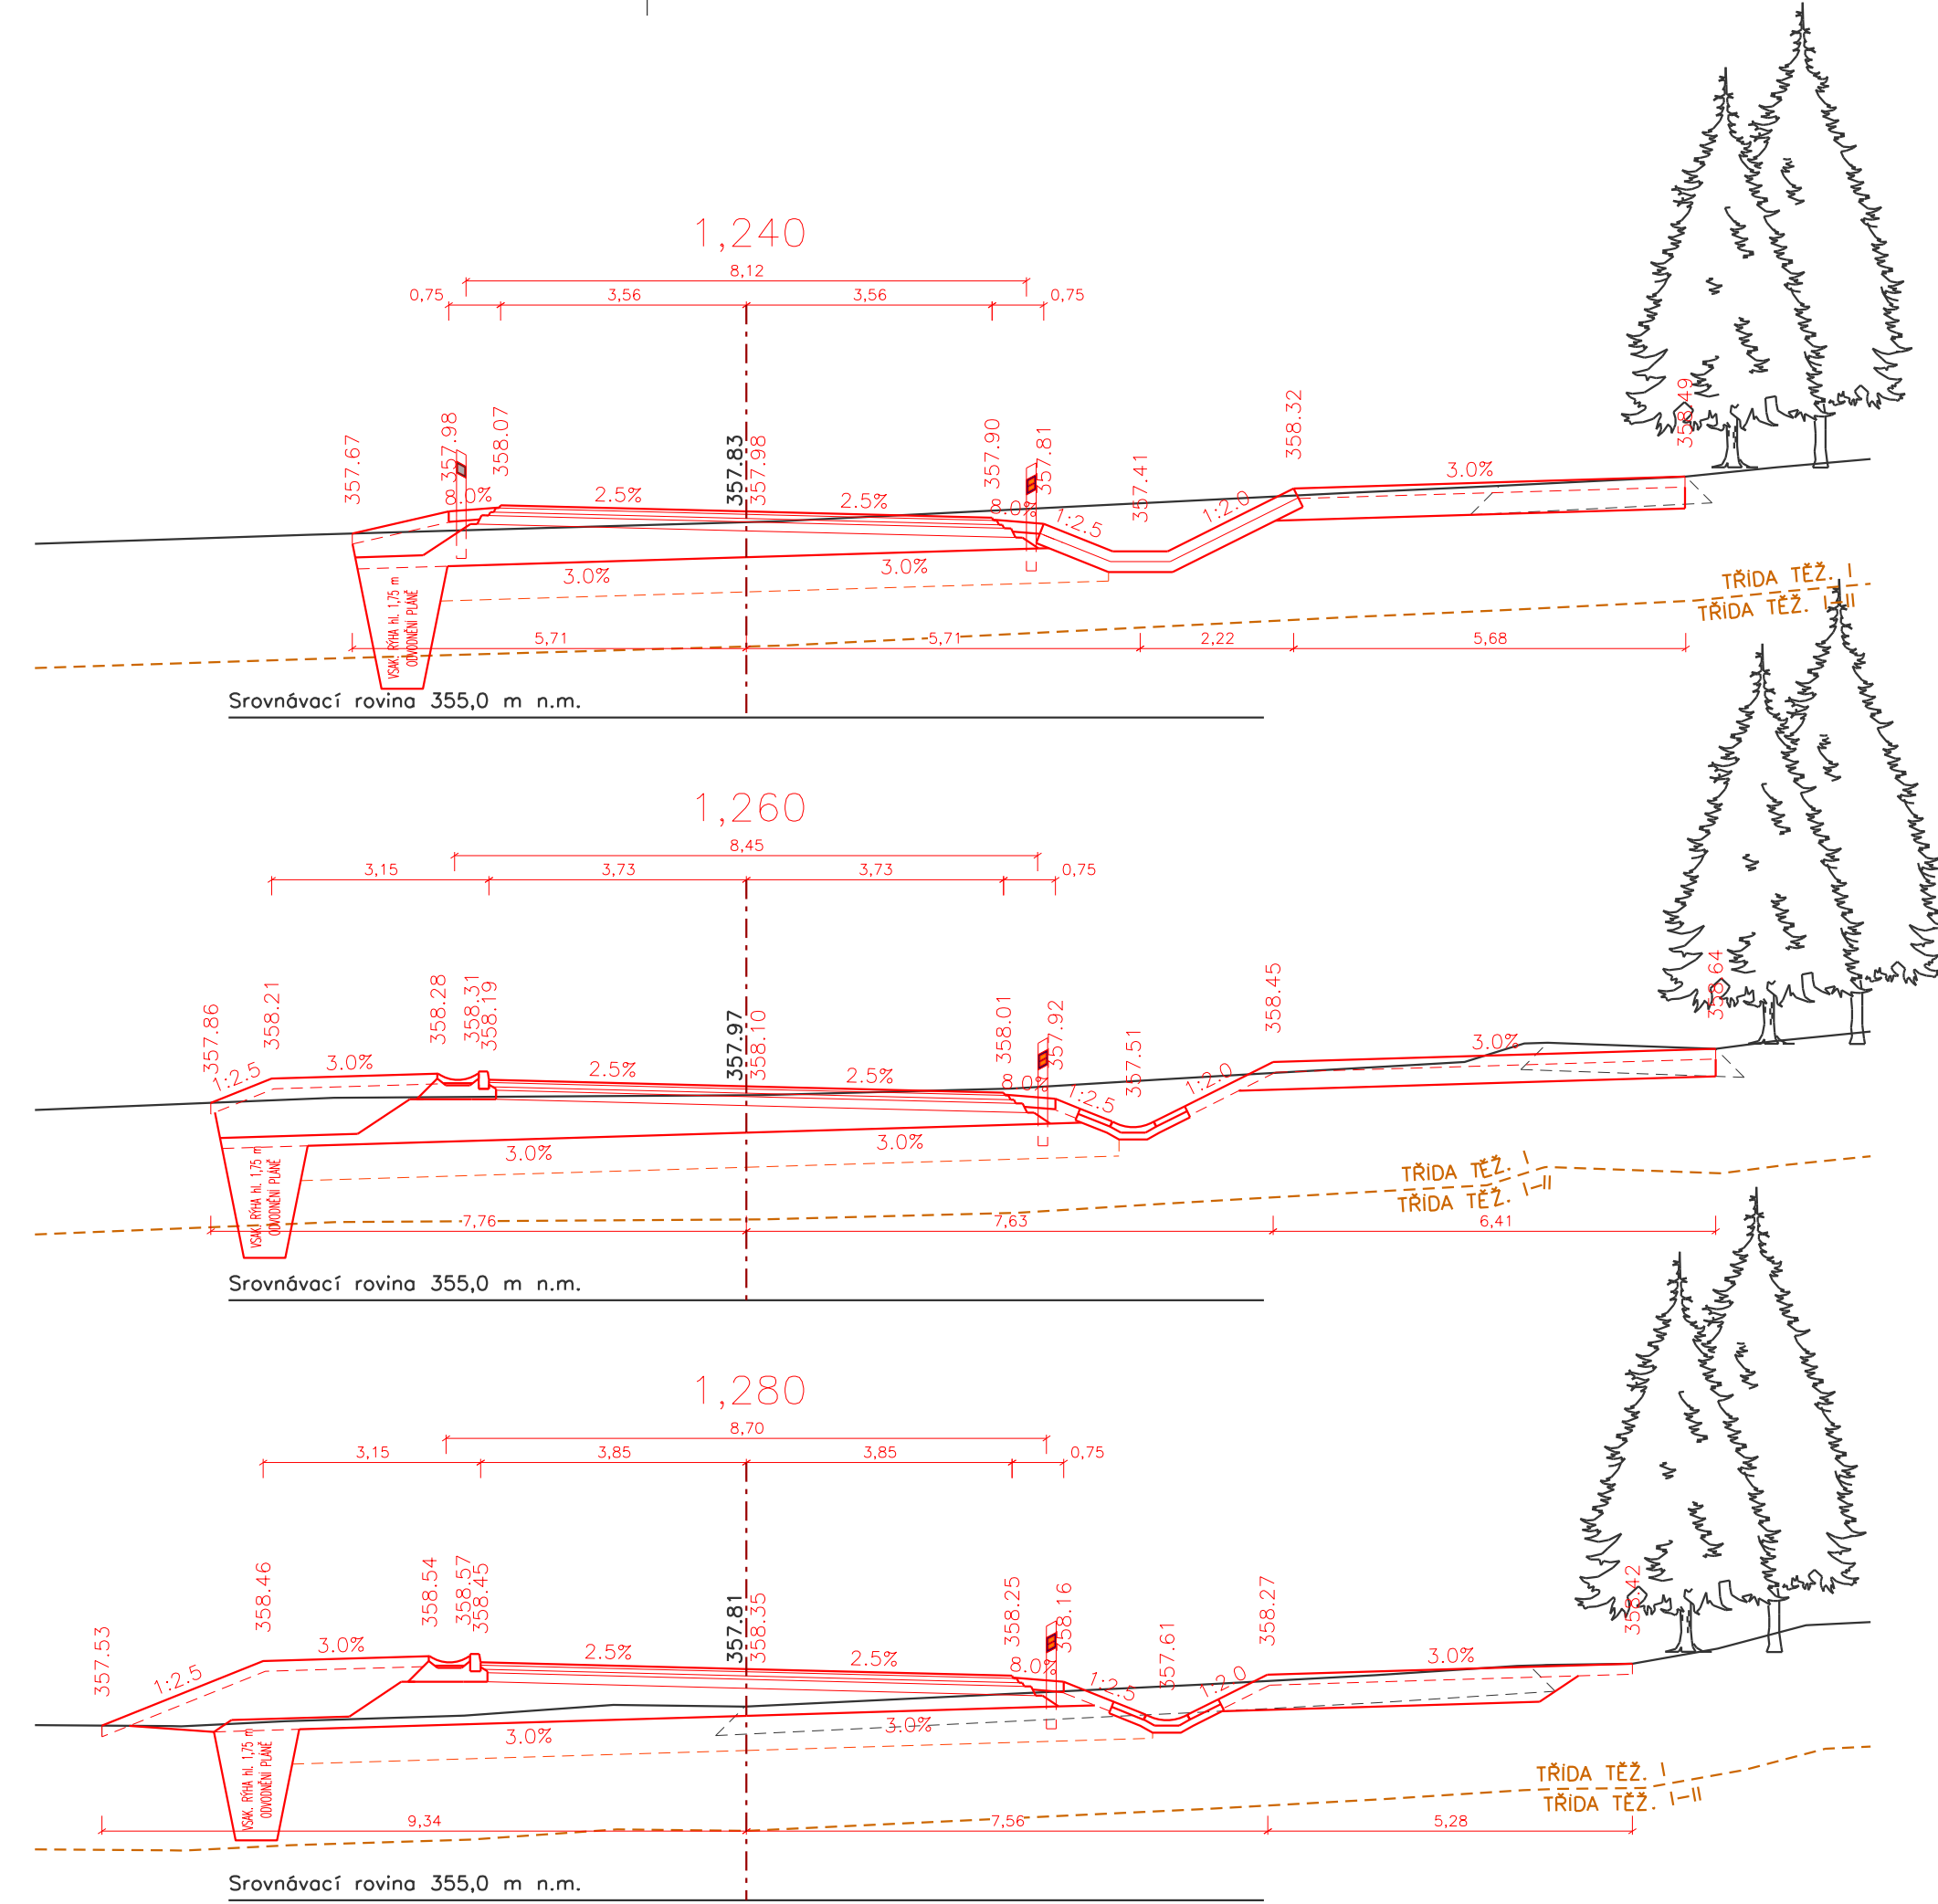 1,240
8,12
0,75 3,56 3,56 0,75
357.67 357.98 358.07 357.83 357.98 357.90 357.81 357.41 358.32 358.49
8.0% 2.5% 2.5% 8.0% 1:2.5 1:2.0 3.0%
3.0% 3.0%
VSAK. RÝHA hl. 1,75 m
ODVODNĚNÍ PLÁNĚ
TŘÍDA TĚŽ. I
TŘÍDA TĚŽ. I-II
5,71 5,71 2,22 5,68
Srovnávací rovina 355,0 m n.m.
1,260
8,45
3,15 3,73 3,73 0,75
357.86 358.21 358.28 358.31 358.19 357.97 358.10 358.01 357.92 357.51 358.45 358.64
1:2.5 3.0% 2.5% 2.5% 8.0% 1:2.5 1:2.0 3.0%
3.0% 3.0%
VSAK. RÝHA hl. 1,75 m
ODVODNĚNÍ PLÁNĚ
TŘÍDA TĚŽ. I
TŘÍDA TĚŽ. I-II
7,76 7,63 6,41
Srovnávací rovina 355,0 m n.m.
1,280
8,70
3,15 3,85 3,85 0,75
357.53 358.46 358.54 358.57 358.45 357.81 358.35 358.25 358.16 357.61 358.27 358.42
1:2.5 3.0% 2.5% 2.5% 8.0% 1:2.5 1:2.0 3.0%
3.0% 3.0%
VSAK. RÝHA hl. 1,75 m
ODVODNĚNÍ PLÁNĚ
TŘÍDA TĚŽ. I
TŘÍDA TĚŽ. I-II
9,34 7,56 5,28
Srovnávací rovina 355,0 m n.m.